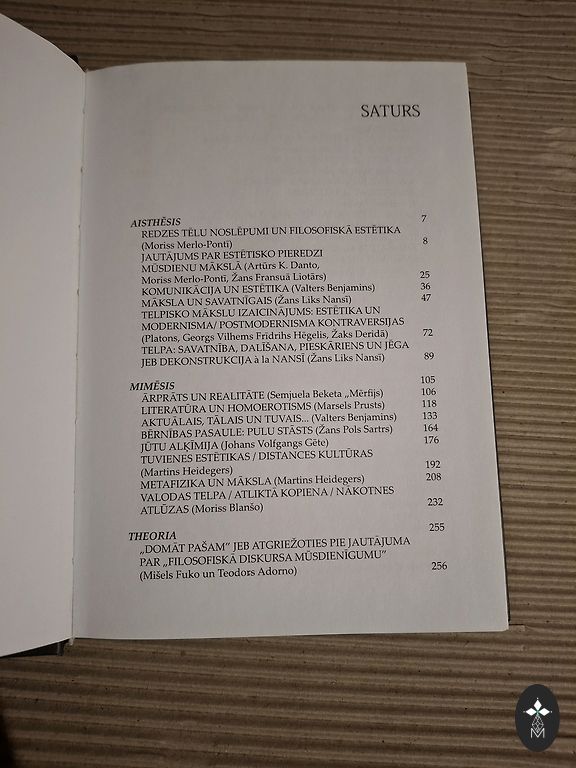 SATURS
AISTHĒSIS 7
REDZES TĒLU NOSLĒPUMI UN FILOSOFISKĀ ESTĒTIKA
(Moriss Merlo-Pontī) 8
JAUTĀJUMS PAR ESTĒTISKO PIEREDZI
MŪSDIENU MĀKSLĀ (Artūrs K. Danto,
Moriss Merlo-Pontī, Žans Fransuā Liotārs) 25
KOMUNIKĀCIJA UN ESTĒTIKA (Valters Benjamins) 36
MĀKSLA UN SAVATNĪGAIS (Žans Liks Nansī) 47
TELPISKO MĀKSLU IZAICINĀJUMS: ESTĒTIKA UN
MODERNISMA/ POSTMODERNISMA KONTRAVERSIJAS
(Platons, Georgs Vilhems Frīdrihs Hēgelis, Žaks Deridā) 72
TELPA: SAVATNĪBA, DALĪŠANA, PIESKĀRIENS UN JĒGA
JEB DEKONSTRUKCIJA à la NANSĪ (Žans Liks Nansī) 89
MIMĒSIS 105
ĀRPRĀTS UN REALITĀTE (Semjuela Beketa „Mērfijs) 106
LITERATŪRA UN HOMOEROTISMS (Marsels Prusts) 118
AKTUĀLAIS, TĀLAIS UN TUVAIS... (Valters Benjamins) 133
BĒRNĪBAS PASAULE: PUĻU STĀSTS (Žans Pols Sartrs) 164
JŪTU ALĶĪMIJA (Johans Volfgangs Gēte) 176
TUVIENES ESTĒTIKAS / DISTANCES KULTŪRAS
(Martins Heidegers) 192
METAFIZIKA UN MĀKSLA (Martins Heidegers) 208
VALODAS TELPA / ATLIKTĀ KOPIENA / NĀKOTNES
ATLŪZAS (Moriss Blanšo) 232
THEORIA 255
„DOMĀT PAŠAM” JEB ATGRIEŽOTIES PIE JAUTĀJUMA
PAR „FILOSOFISKĀ DISKURSA MŪSDIENĪGUMU”
(Mišels Fuko un Teodors Adorno) 256